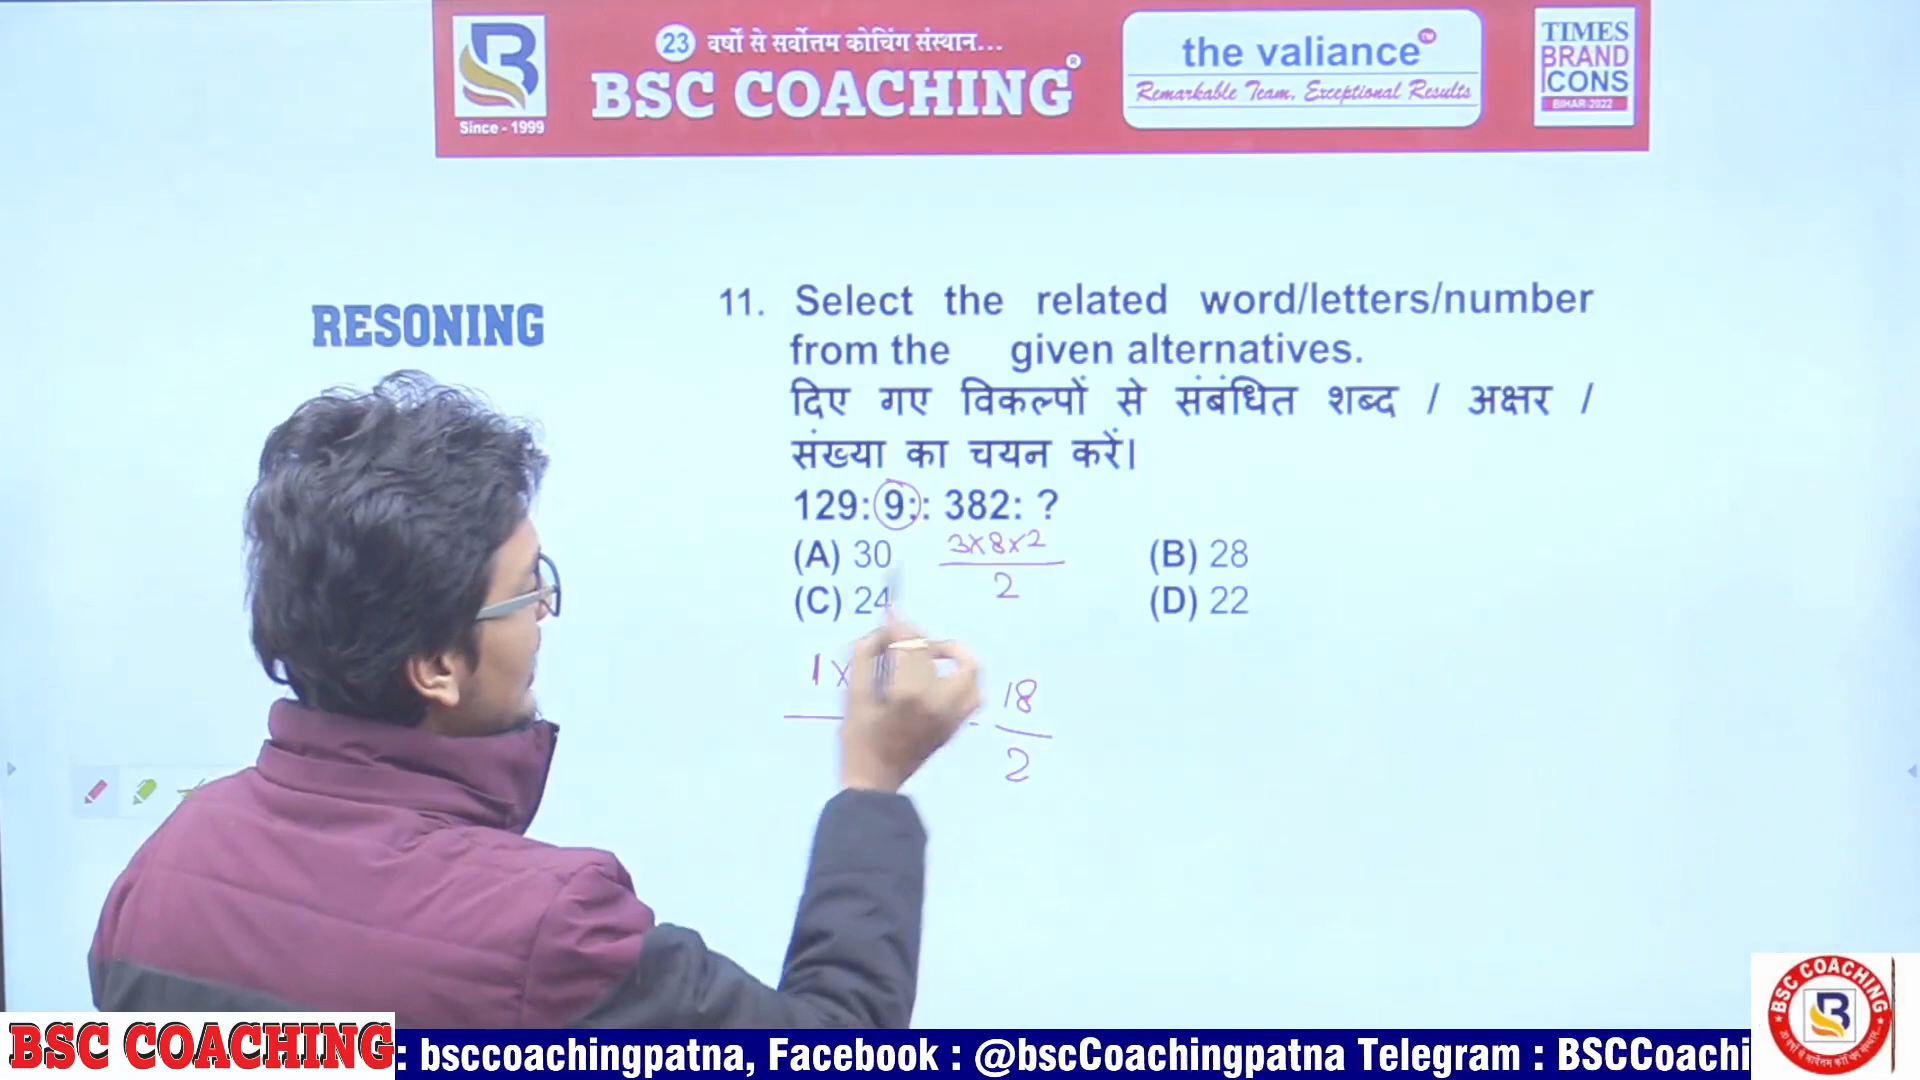 23 वर्षो से सर्वोत्तम कोचिंग संस्थान...
BSC COACHING®
Since - 1999
the valiance™
Remarkable Team, Exceptional Results
TIMES
BRAND
ICONS
BIHAR-2022
RESONING
11. Select the related word/letters/number
from the given alternatives.
दिए गए विकल्पों से संबंधित शब्द / अक्षर /
संख्या का चयन करें।
129: 9:: 382: ?
(A) 30 (B) 28
3x8x2
2
(C) 24 (D) 22
1x
18
2
BSC COACHING : bsccoachingpatna, Facebook : @bscCoachingpatna Telegram : BSCCoachi
BSC COACHING